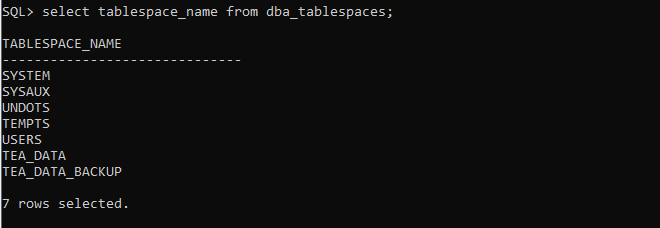 SQL> select tablespace_name from dba_tablespaces;
TABLESPACE_NAME
------------------------------
SYSTEM
SYSAUX
UNDOTS
TEMPTS
USERS
TEA_DATA
TEA_DATA_BACKUP
7 rows selected.